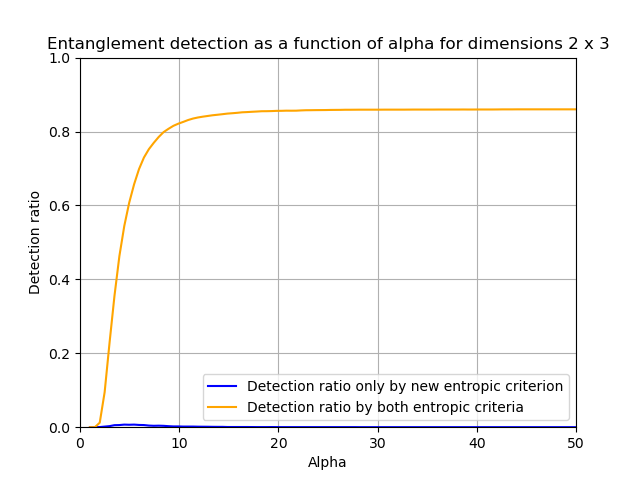 Entanglement detection as a function of alpha for dimensions 2 x 3
1.0
0.8
0.6
0.4
0.2
0.0
Detection ratio
Detection ratio only by new entropic criterion
Detection ratio by both entropic criteria
0 10 20 30 40 50
Alpha